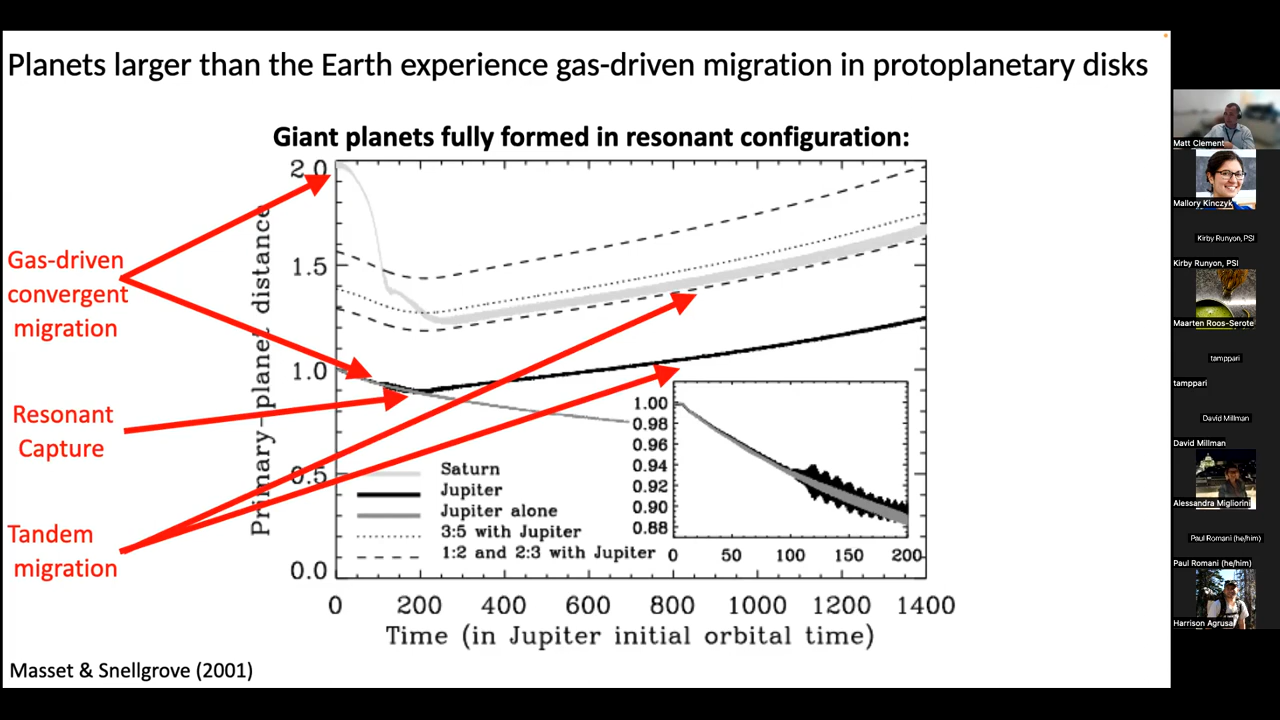 Planets larger than the Earth experience gas-driven migration in protoplanetary disks
Giant planets fully formed in resonant configuration:
Gas-driven
convergent
migration
Resonant
Capture
Tandem
migration
Primary-planet distance
2.0
1.5
1.0
0.5
0.0
Saturn
Jupiter
Jupiter alone
3:5 with Jupiter
1:2 and 2:3 with Jupiter
1.00
0.98
0.96
0.94
0.92
0.90
0.88
0 50 100 150 200
0 200 400 600 800 1000 1200 1400
Time (in Jupiter initial orbital time)
Masset & Snellgrove (2001)
Matt Clement
Mallory Kinczyk
Kirby Runyon, PSI
Kirby Runyon, PSI
Maarten Roos-Serote
tamppari
tamppari
David Millman
David Millman
Alessandra Migliorini
Paul Romani (he/him)
Paul Romani (he/him)
Harrison Agrusa